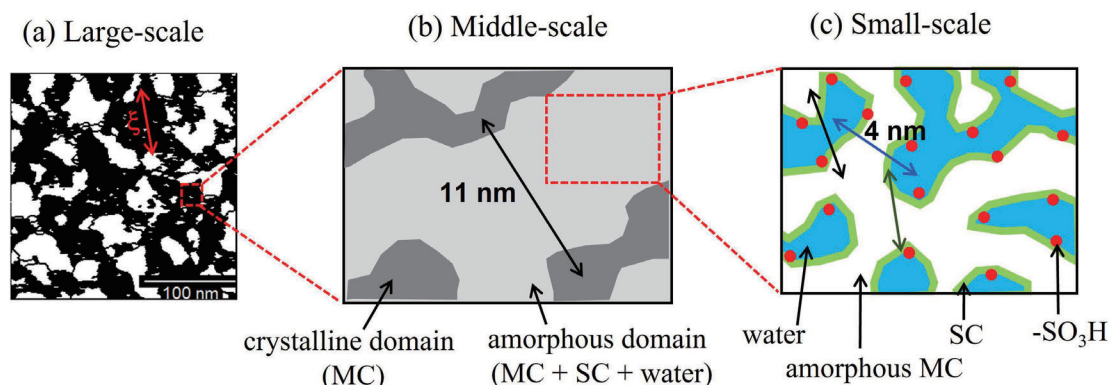 (a) Large-scale
ξ
100 nm
(b) Middle-scale
11 nm
crystalline domain
(MC)
amorphous domain
(MC + SC + water)
(c) Small-scale
4 nm
water
amorphous MC
SC
-SO₃H